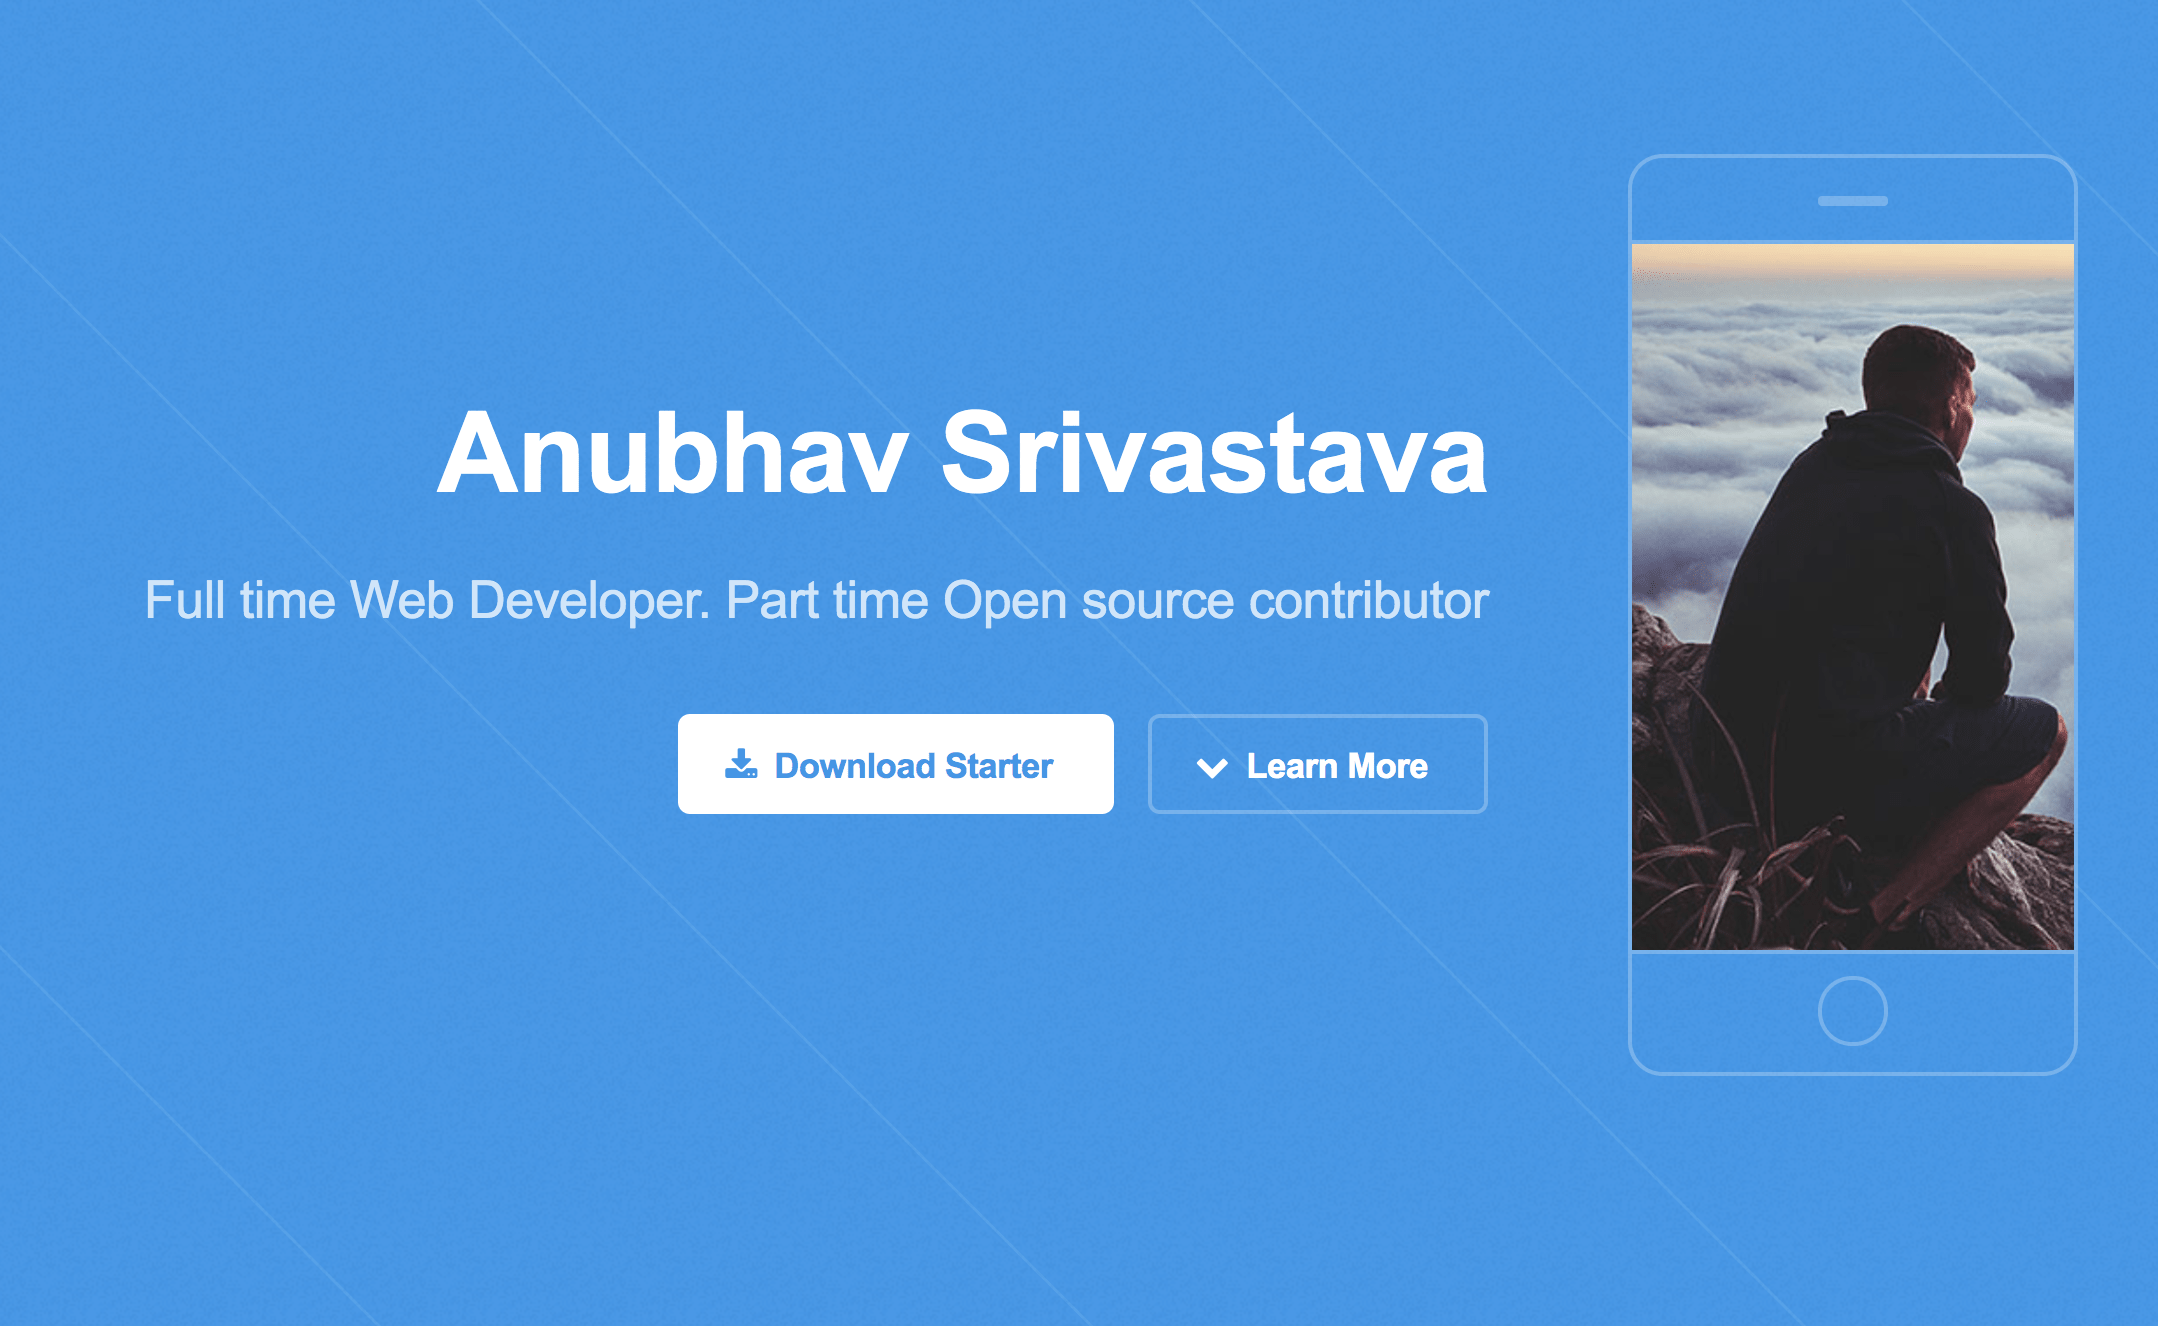 Anubhav Srivastava
Full time Web Developer. Part time Open source contributor
Download Starter
Learn More